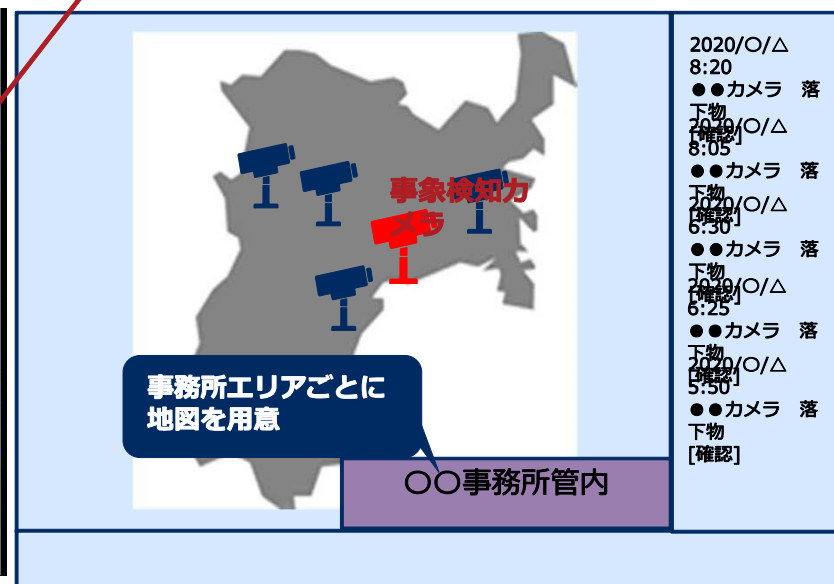 事象検知カ
メラ
事務所エリアごとに
地図を用意
〇〇事務所管内
2020/〇/△
8:20
●●カメラ　落
下物
[確認]
2020/〇/△
8:05
●●カメラ　落
下物
[確認]
2020/〇/△
6:30
●●カメラ　落
下物
[確認]
2020/〇/△
6:25
●●カメラ　落
下物
[確認]
2020/〇/△
5:50
●●カメラ　落
下物
[確認]